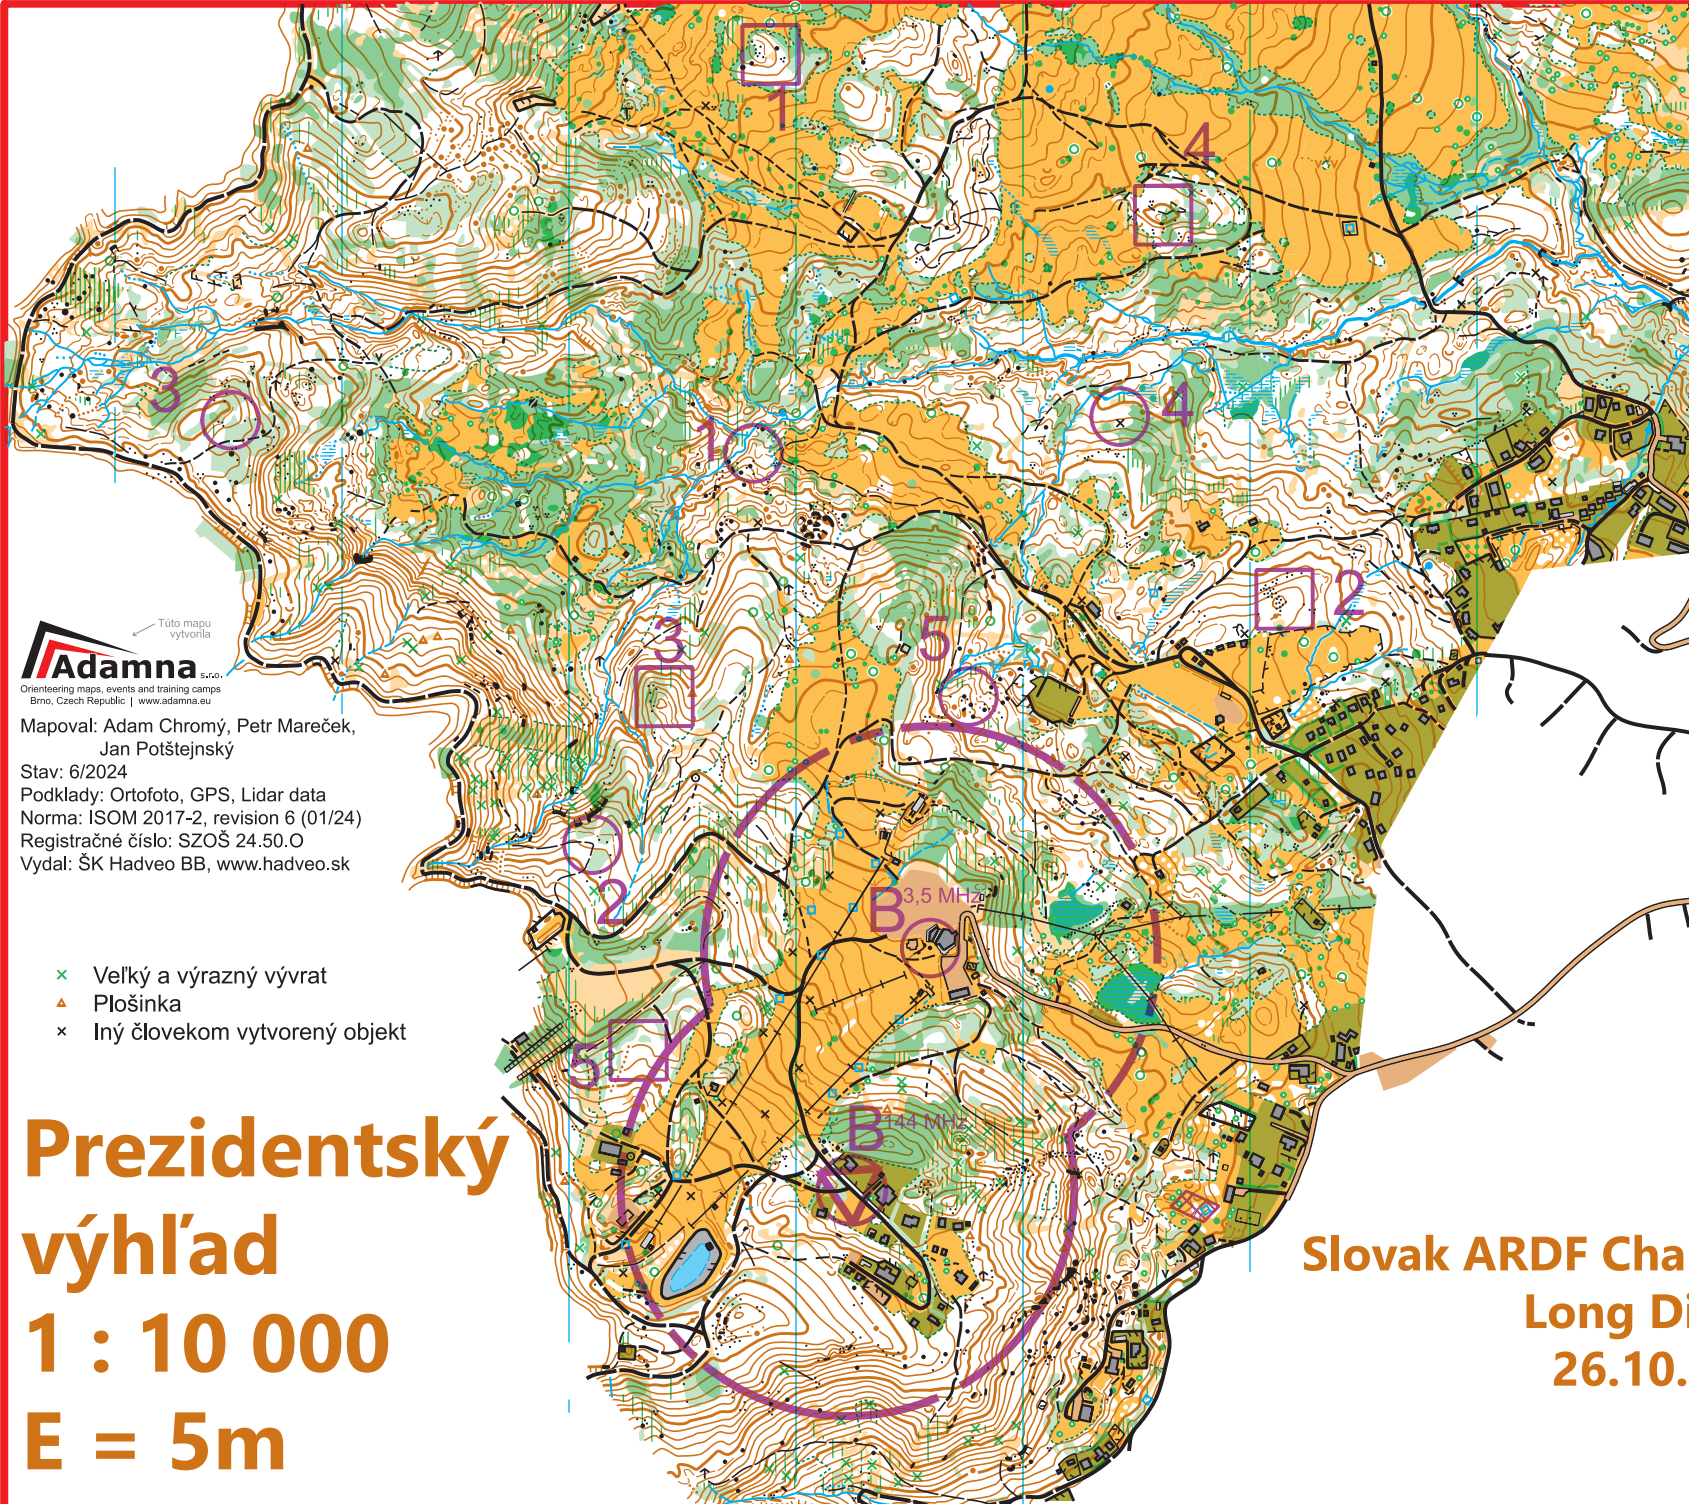 1
4
3
1
4
2
3
5
Túto mapu
vytvorila
Adamna s.r.o.
Orienteering maps, events and training camps
Brno, Czech Republic | www.adamna.eu
Mapoval: Adam Chromý, Petr Mareček,
Jan Potštejnský
Stav: 6/2024
Podklady: Ortofoto, GPS, Lidar data
Norma: ISOM 2017-2, revision 6 (01/24)
Registračné číslo: SZOŠ 24.50.O
Vydal: ŠK Hadveo BB, www.hadveo.sk
2
B 3,5 MHz
Veľký a výrazný vývrat
Plošinka
Iný človekom vytvorený objekt
5
B 144 MHz
Prezidentský
výhľad
1 : 10 000
E = 5m
Slovak ARDF Cha
Long Di
26.10.